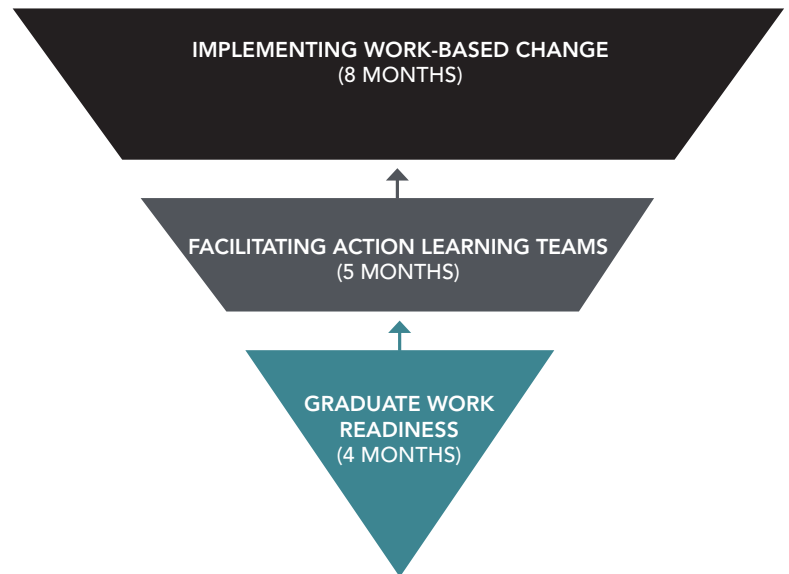 IMPLEMENTING WORK-BASED CHANGE
(8 MONTHS)
FACILITATING ACTION LEARNING TEAMS
(5 MONTHS)
GRADUATE WORK
READINESS
(4 MONTHS)